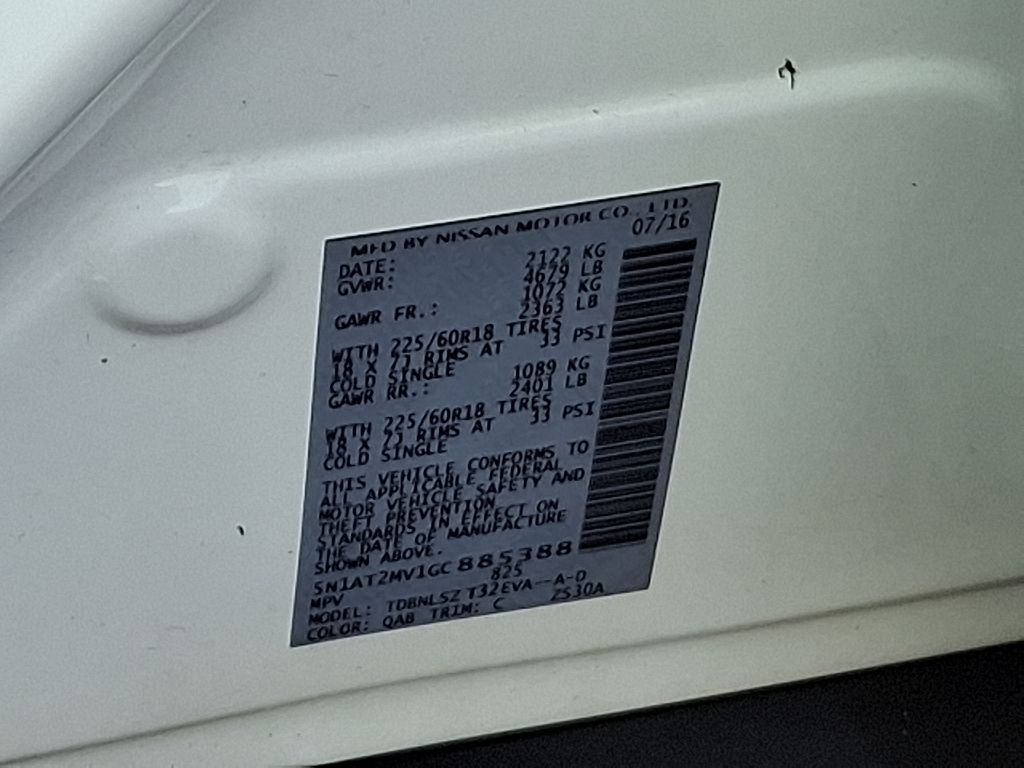 MFD BY NISSAN MOTOR CO., LTD.
DATE: 07/16
GVWR: 2122 KG
4679 LB
GAWR FR.: 1072 KG
2363 LB
WITH 225/60R18 TIRES
18 X 7J RIMS AT 33 PSI
COLD SINGLE
GAWR RR.: 1089 KG
2401 LB
WITH 225/60R18 TIRES
18 X 7J RIMS AT 33 PSI
COLD SINGLE
THIS VEHICLE CONFORMS TO
ALL APPLICABLE FEDERAL
MOTOR VEHICLE SAFETY AND
THEFT PREVENTION
STANDARDS IN EFFECT ON
THE DATE OF MANUFACTURE
SHOWN ABOVE.
5N1AT2MV1GC885388
MPV 825
MODEL: TDBNLSZ T32EVA--A-D
COLOR: QAB TRIM: C ZS30A